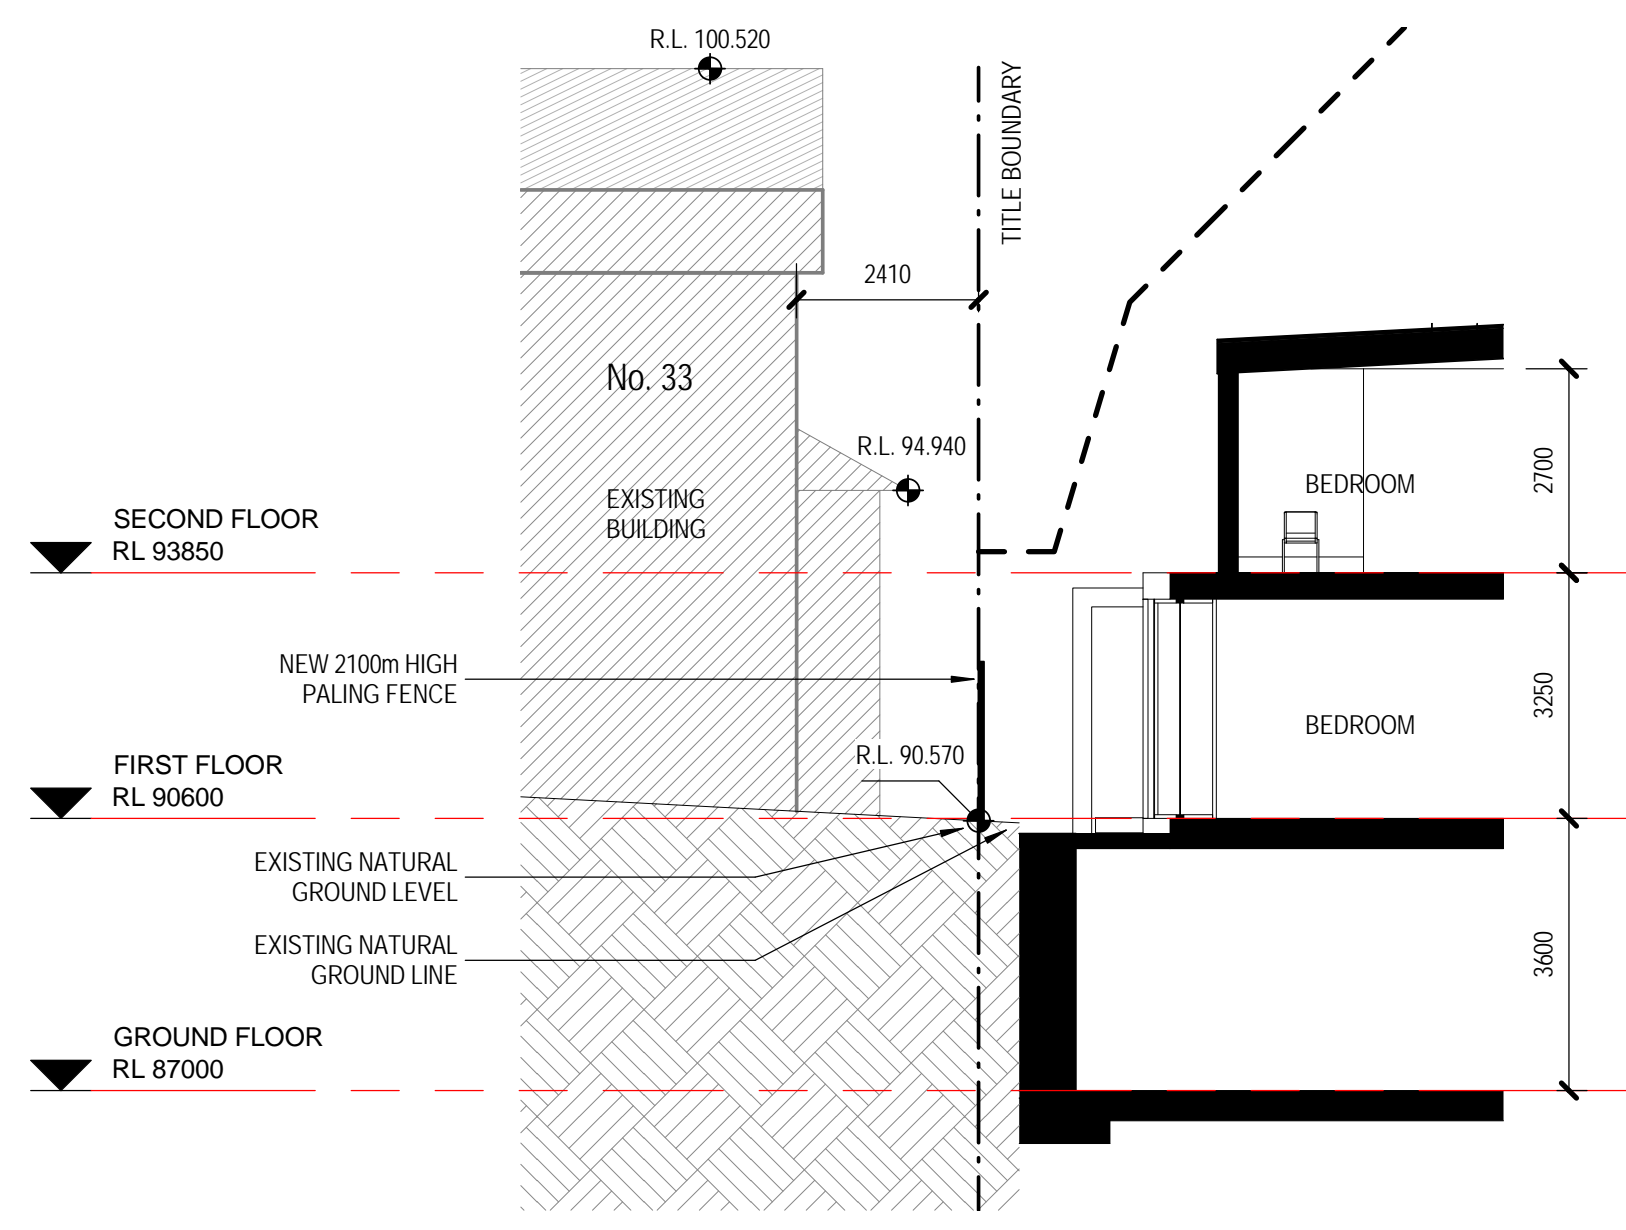 R.L. 100.520
TITLE BOUNDARY
2410
No. 33
R.L. 94.940
EXISTING
BUILDING
BEDROOM
2700
SECOND FLOOR
RL 93850
NEW 2100m HIGH
PALING FENCE
3250
BEDROOM
R.L. 90.570
FIRST FLOOR
RL 90600
EXISTING NATURAL
GROUND LEVEL
EXISTING NATURAL
GROUND LINE
3600
GROUND FLOOR
RL 87000